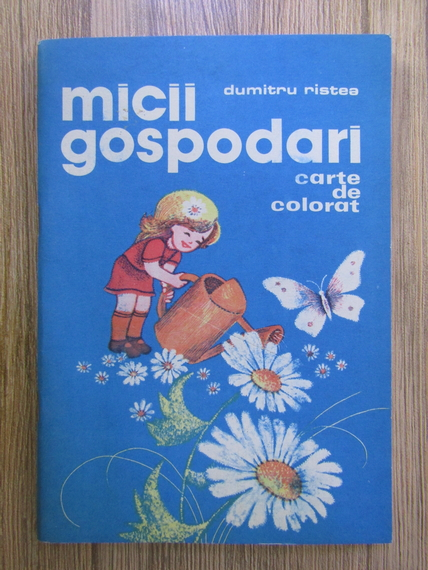 dumitru ristea
micii
gospodari
carte
de
colorat